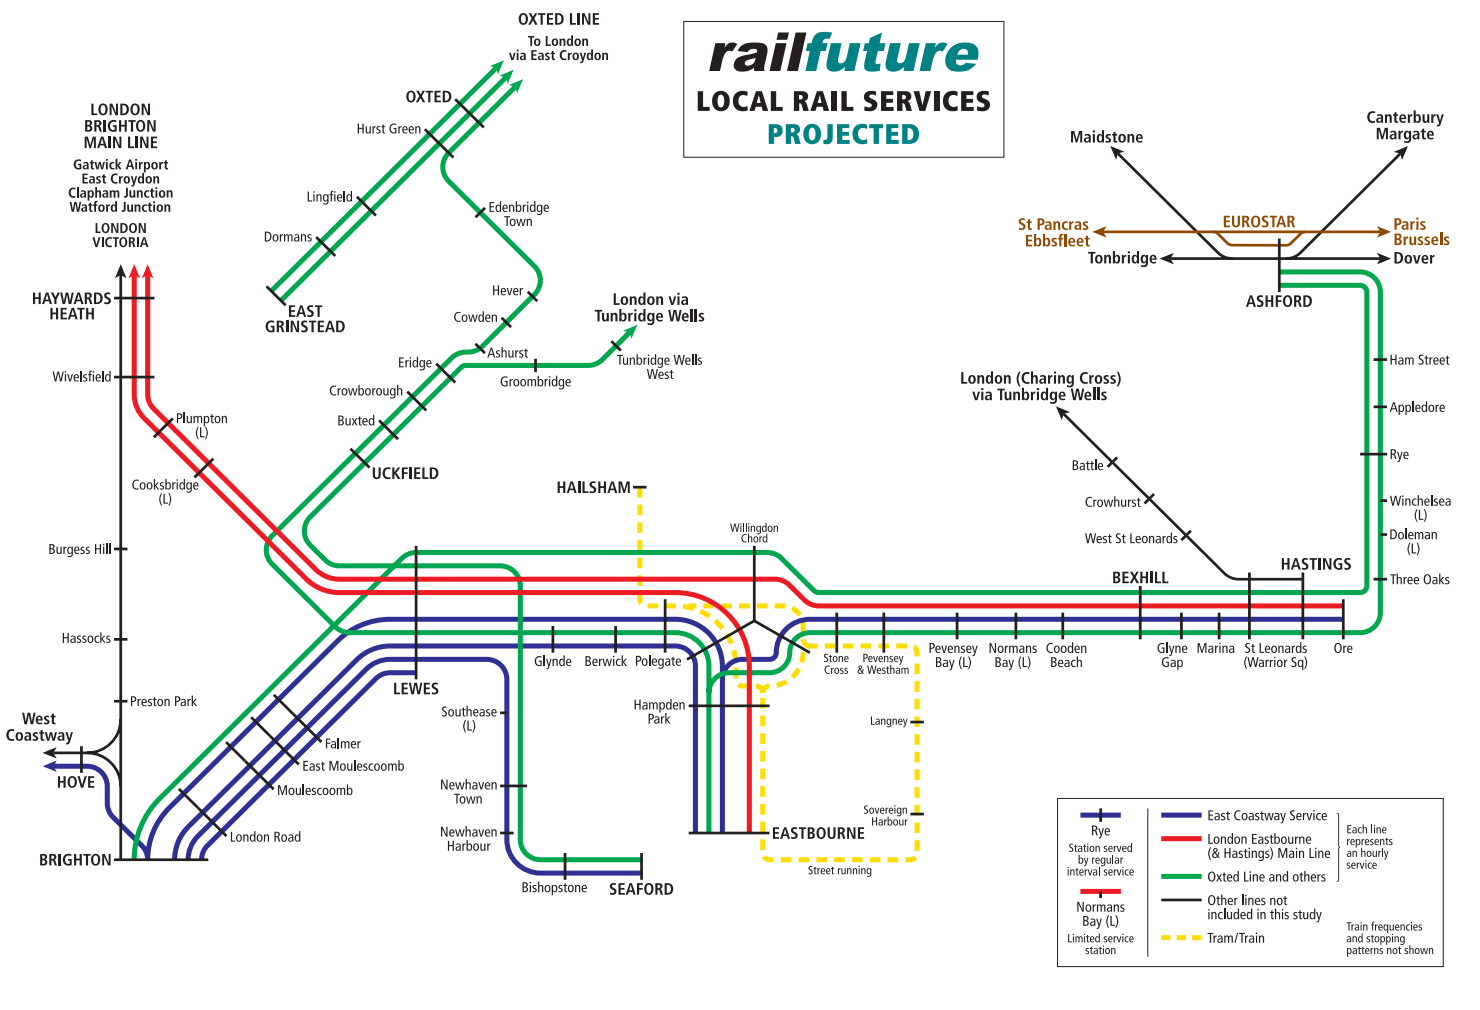 railfuture
LOCAL RAIL SERVICES
PROJECTED
OXTED LINE
To London
via East Croydon
OXTED
Hurst Green
Lingfield
Dormans
EAST
GRINSTEAD
Edenbridge
Town
Hever
Cowden
Ashurst
Eridge
Crowborough
Buxted
UCKFIELD
Groombridge
Tunbridge Wells
West
London via
Tunbridge Wells
LONDON
BRIGHTON
MAIN LINE
Gatwick Airport
East Croydon
Clapham Junction
Watford Junction
LONDON
VICTORIA
HAYWARDS
HEATH
Wivelsfield
Plumpton
(L)
Cooksbridge
(L)
Burgess Hill
Hassocks
Preston Park
West
Coastway
HOVE
BRIGHTON
London Road
Moulescoomb
East Moulescoomb
Falmer
LEWES
Southease
(L)
Newhaven
Town
Newhaven
Harbour
Bishopstone
SEAFORD
Glynde
Berwick
Polegate
HAILSHAM
Willingdon
Chord
Hampden
Park
EASTBOURNE
Street running
Sovereign
Harbour
Langney
Stone
Cross
Pevensey
& Westham
Pevensey
Bay (L)
Normans
Bay (L)
Cooden
Beach
BEXHILL
Glyne
Gap
Marina
St Leonards
(Warrior Sq)
HASTINGS
Ore
West St Leonards
Crowhurst
Battle
London (Charing Cross)
via Tunbridge Wells
Three Oaks
Doleman
(L)
Winchelsea
(L)
Rye
Appledore
Ham Street
ASHFORD
Maidstone
Canterbury
Margate
St Pancras
Ebbsfleet
EUROSTAR
Paris
Brussels
Tonbridge
Dover
Rye
Station served
by regular
interval service
Normans
Bay (L)
Limited service
station
East Coastway Service
London Eastbourne
(& Hastings) Main Line
Oxted Line and others
Each line
represents
an hourly
service
Other lines not
included in this study
Tram/Train
Train frequencies
and stopping
patterns not shown